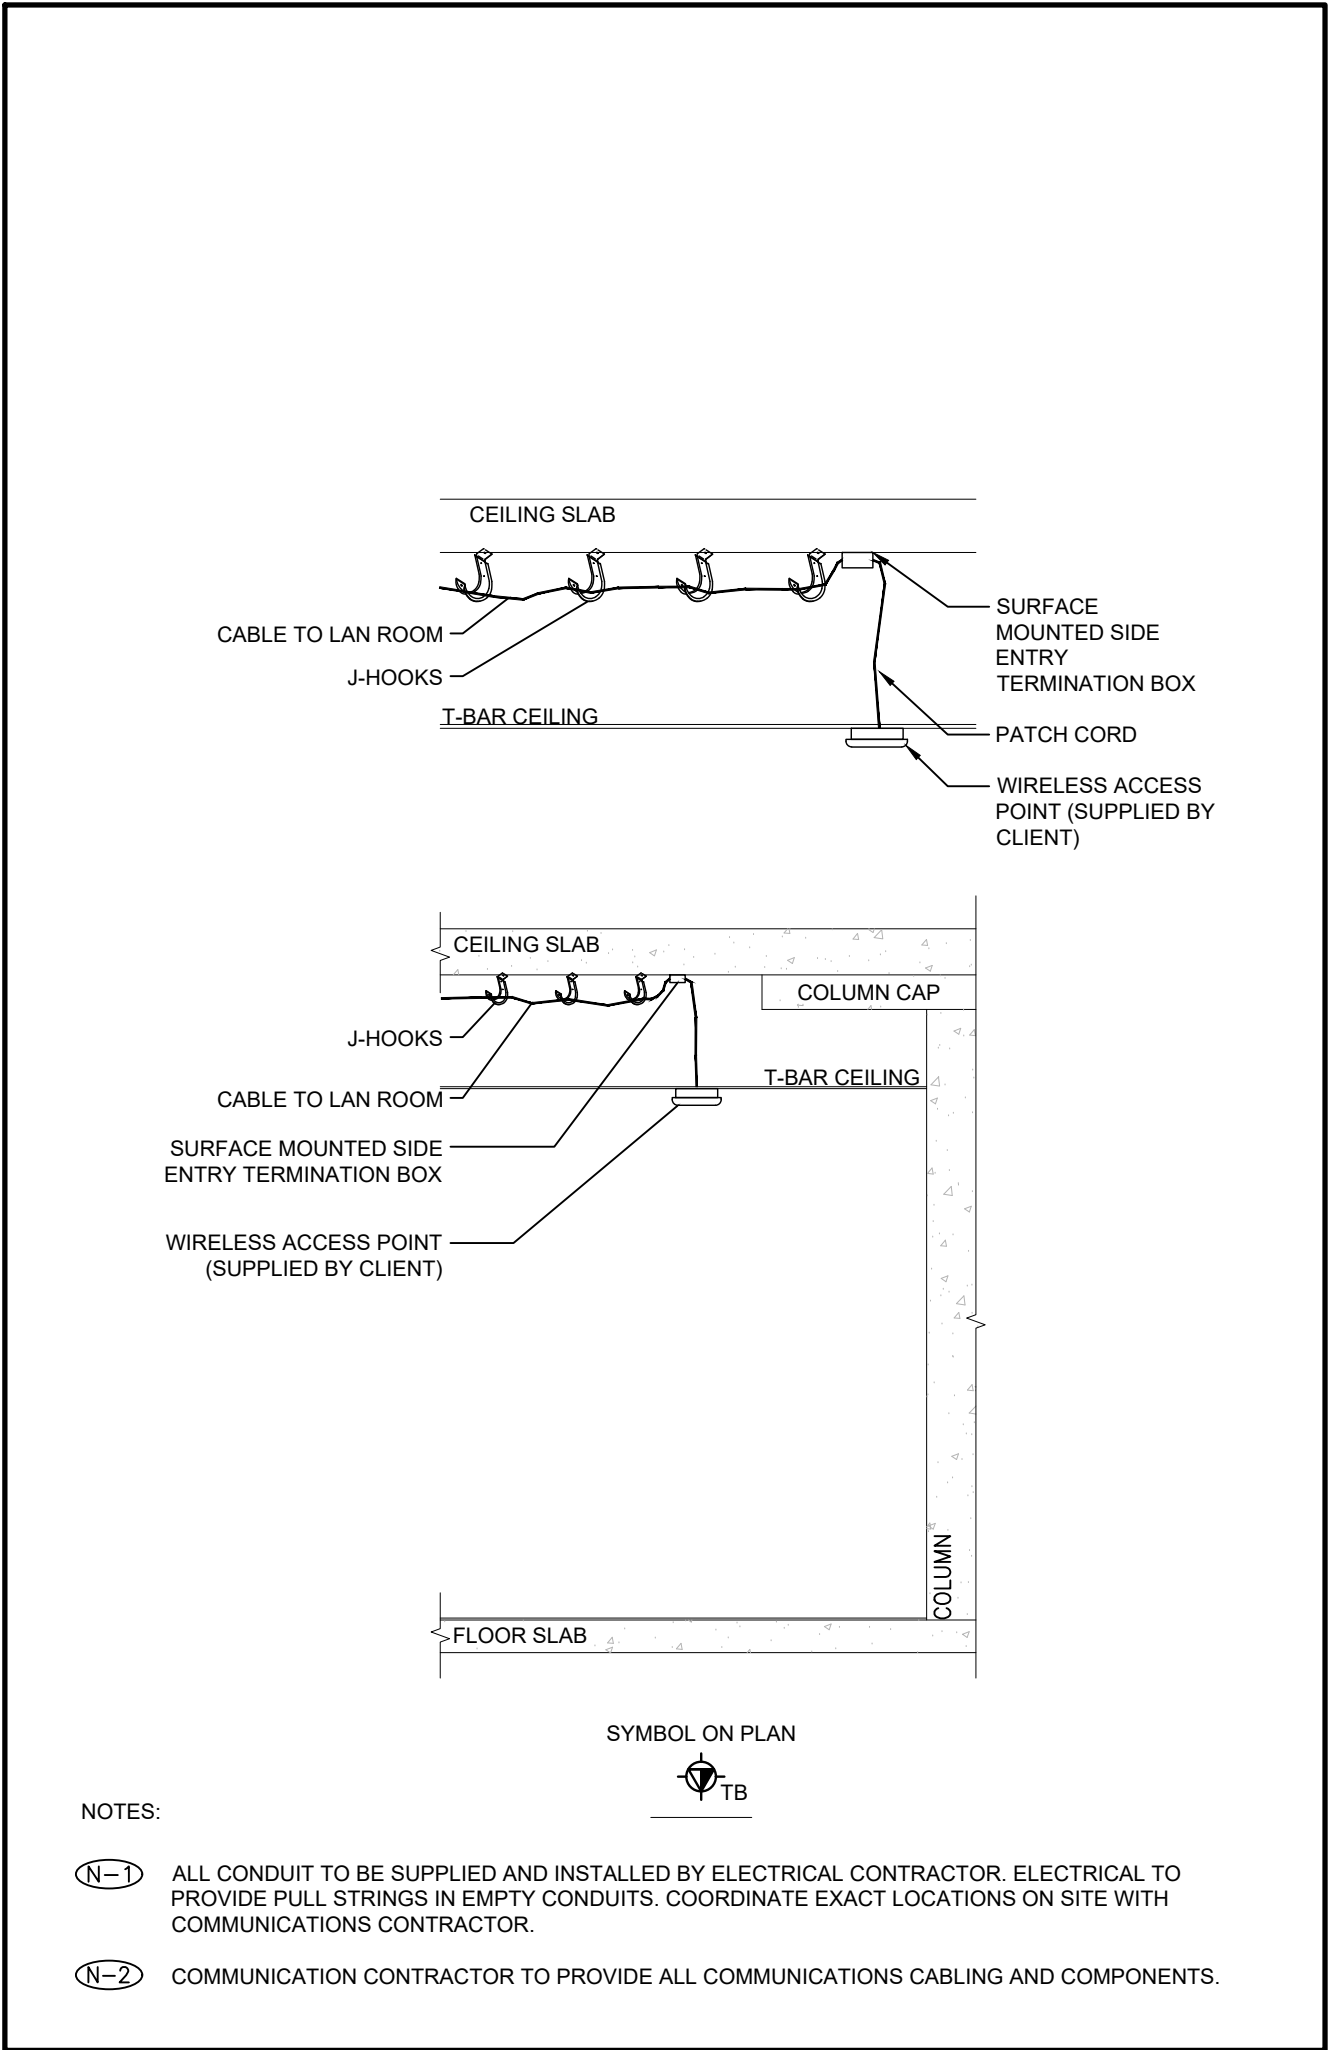 CEILING SLAB
CABLE TO LAN ROOM
J-HOOKS
T-BAR CEILING
SURFACE
MOUNTED SIDE
ENTRY
TERMINATION BOX
PATCH CORD
WIRELESS ACCESS
POINT (SUPPLIED BY
CLIENT)
CEILING SLAB
COLUMN CAP
J-HOOKS
T-BAR CEILING
CABLE TO LAN ROOM
SURFACE MOUNTED SIDE
ENTRY TERMINATION BOX
WIRELESS ACCESS POINT
(SUPPLIED BY CLIENT)
COLUMN
FLOOR SLAB
SYMBOL ON PLAN
TB
NOTES:
N-1 ALL CONDUIT TO BE SUPPLIED AND INSTALLED BY ELECTRICAL CONTRACTOR. ELECTRICAL TO
PROVIDE PULL STRINGS IN EMPTY CONDUITS. COORDINATE EXACT LOCATIONS ON SITE WITH
COMMUNICATIONS CONTRACTOR.
N-2 COMMUNICATION CONTRACTOR TO PROVIDE ALL COMMUNICATIONS CABLING AND COMPONENTS.